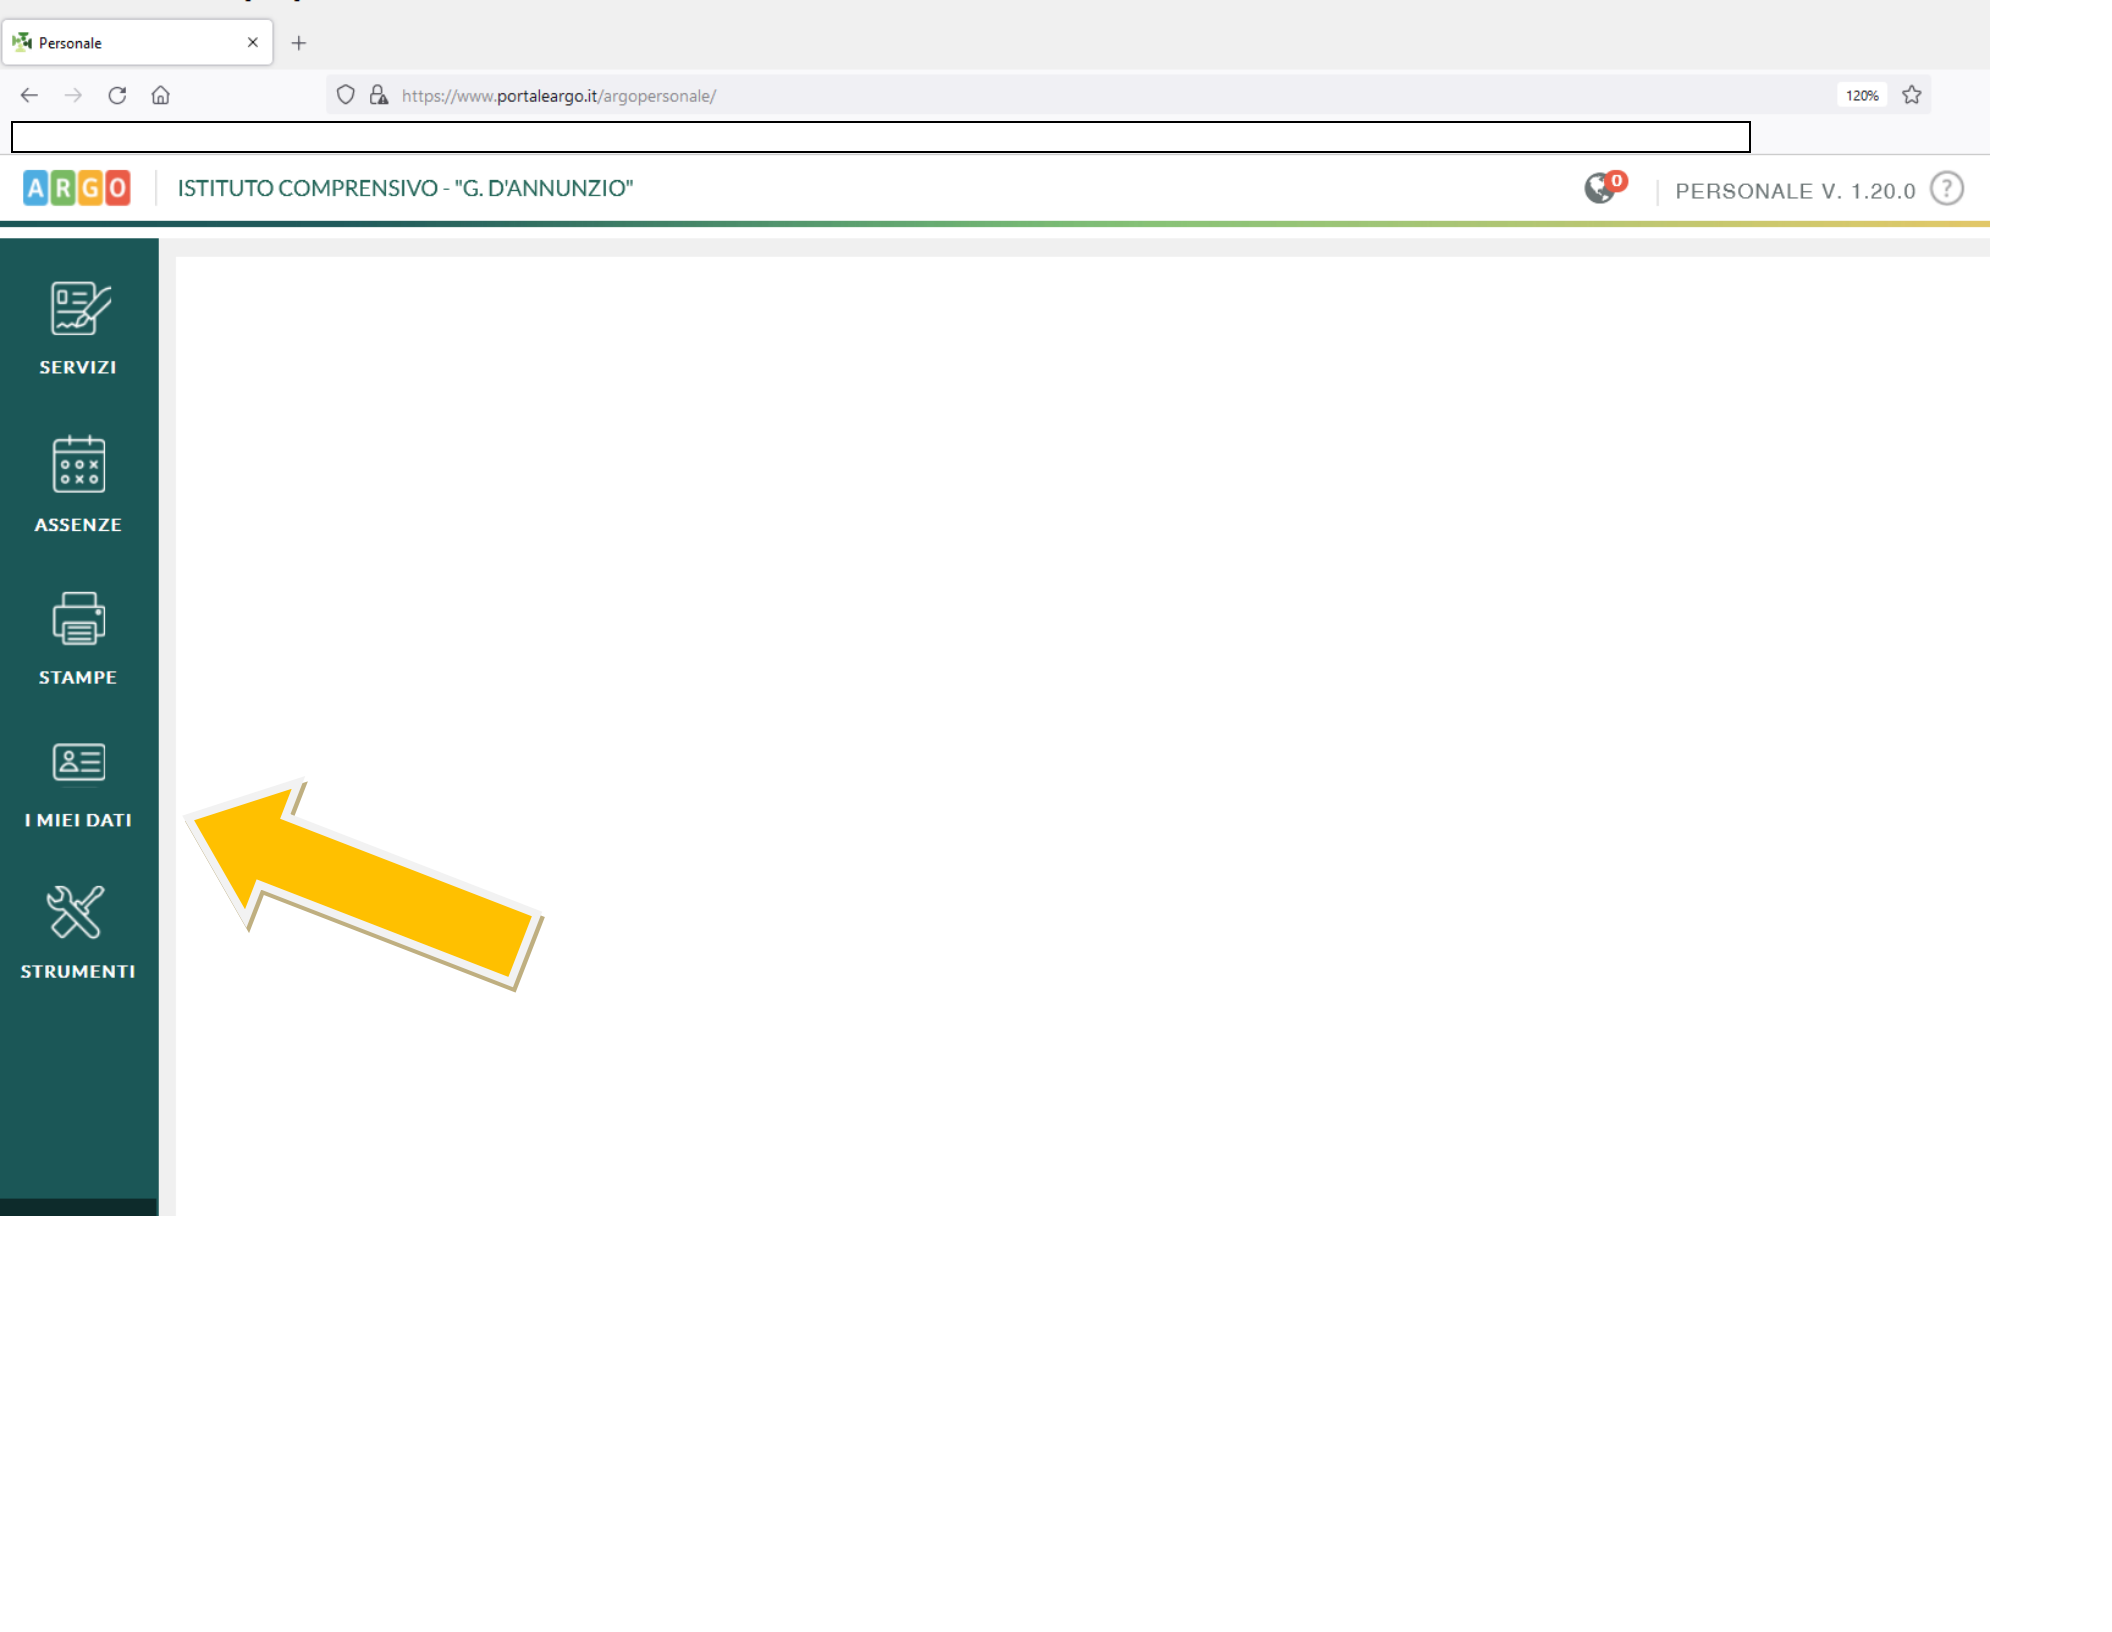 Personale
https://www.portaleargo.it/argopersonale/
120%
ARGO
ISTITUTO COMPRENSIVO - "G. D'ANNUNZIO"
0
PERSONALE V. 1.20.0 ?
SERVIZI
ASSENZE
STAMPE
I MIEI DATI
STRUMENTI